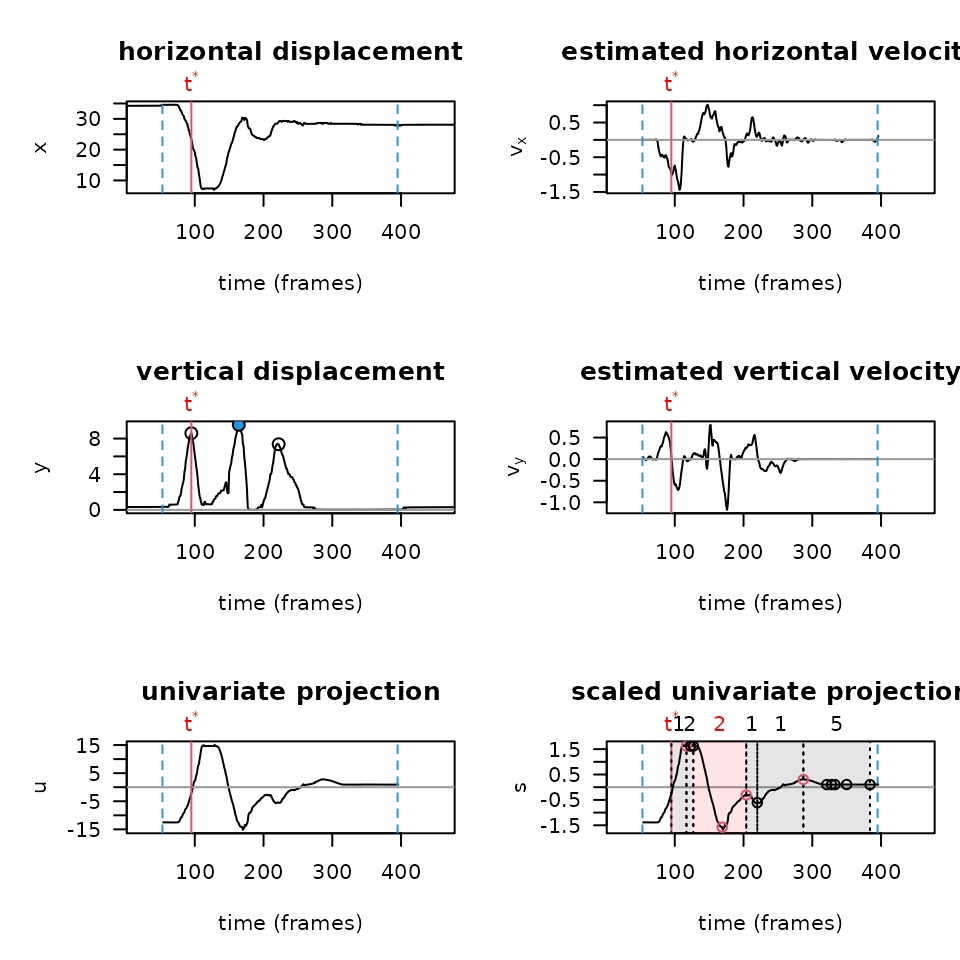 horizontal displacement
t*
x
30
20
10
100 200 300 400
time (frames)
estimated horizontal velocit
t*
vx
0.5
-0.5
-1.5
100 200 300 400
time (frames)
vertical displacement
t*
y
8
4
0
100 200 300 400
time (frames)
estimated vertical velocity
t*
vy
0.5
0.0
-0.5
-1.0
100 200 300 400
time (frames)
univariate projection
t*
u
15
5
-5
-15
100 200 300 400
time (frames)
scaled univariate projection
t* 1 2 2 1 1 5
s
1.5
0.5
-0.5
-1.5
100 200 300 400
time (frames)